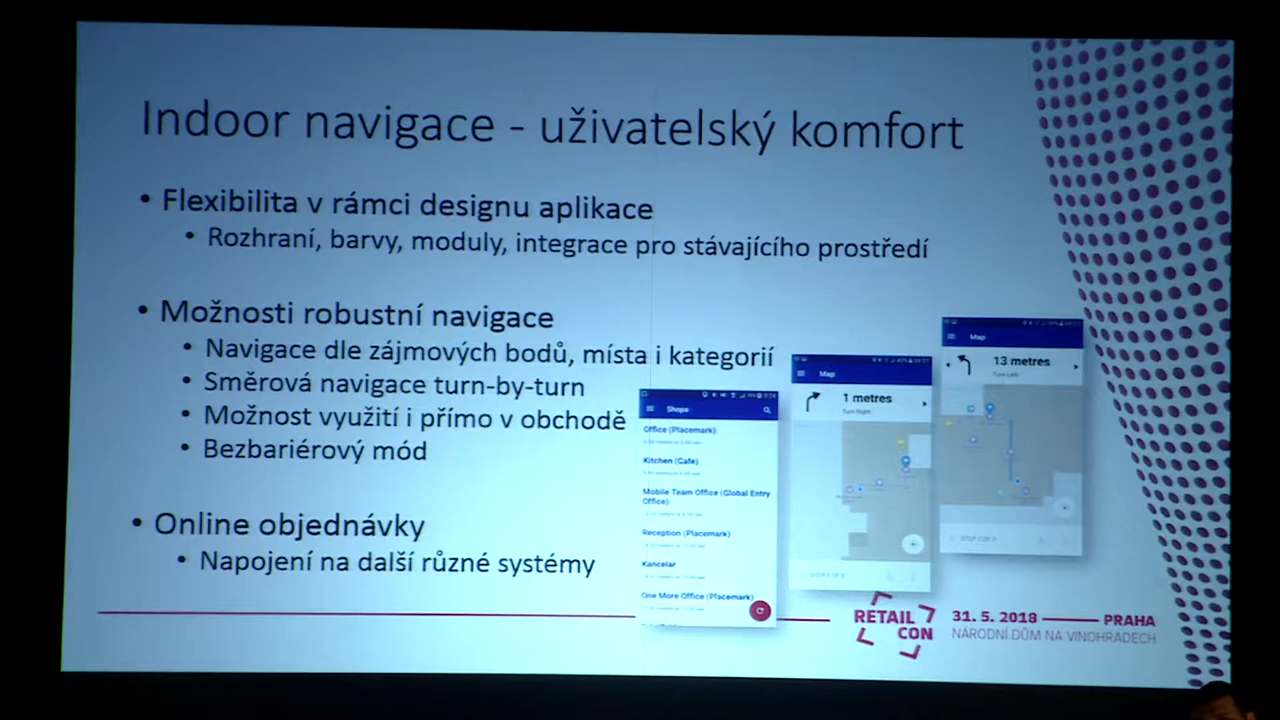 Indoor navigace - uživatelský komfort
• Flexibilita v rámci designu aplikace
• Rozhraní, barvy, moduly, integrace pro stávajícího prostředí
• Možnosti robustní navigace
• Navigace dle zájmových bodů, místa i kategorií
• Směrová navigace turn-by-turn
• Možnost využití i přímo v obchodě
• Bezbariérový mód
• Online objednávky
• Napojení na další různé systémy
Shops
Office (Placemark)
Kitchen (Cafe)
Mobile Team Office (Global Entry
Office)
Reception (Placemark)
Kancelar
One More Office (Placemark)
Map
1 metres
Turn Right
Map
13 metres
Turn Left
RETAIL
CON
31. 5. 2018
PRAHA
NÁRODNÍ DŮM NA VINOHRADECH